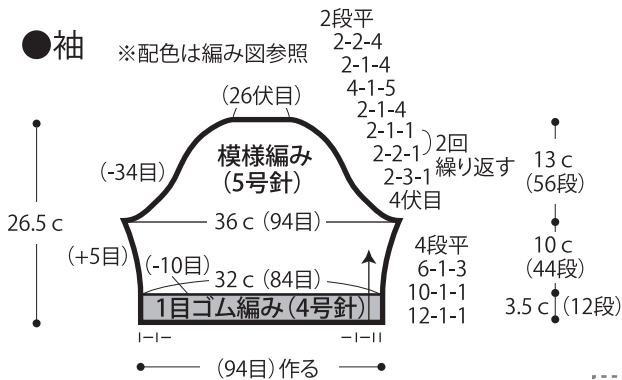 ●袖 ※配色は編み図参照
2段平
2-2-4
2-1-4
4-1-5
2-1-4
2-1-1
2-2-1
2-3-1
4伏目
2回
繰り返す
(26伏目)
模様編み
(5号針)
(-34目)
36c(94目)
26.5c
(+5目)
(-10目)
32c(84目)
1目ゴム編み(4号針)
4段平
6-1-3
10-1-1
12-1-1
13c
(56段)
10c
(44段)
3.5c(12段)
(94目)作る